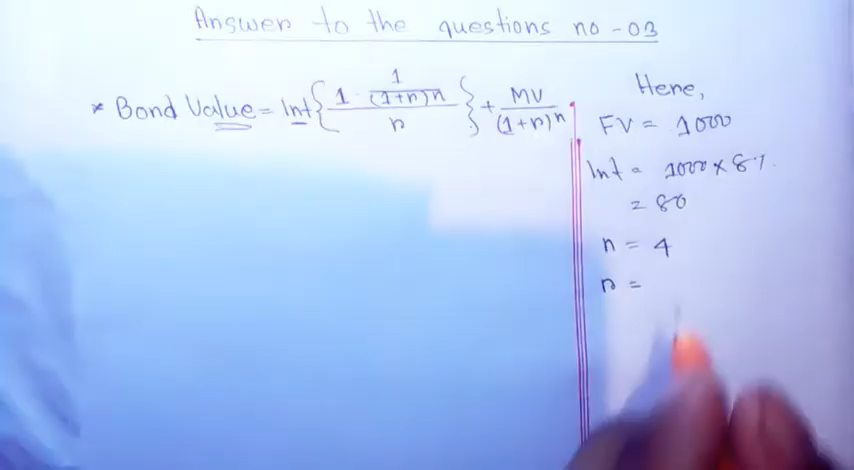 Answer to the questions no - 03
* Bond Value = Int { 1 - 1/(1+r)n / r } + MV/(1+r)n
Here,
FV = 1000
Int = 1000 x 8%
= 80
n = 4
r =